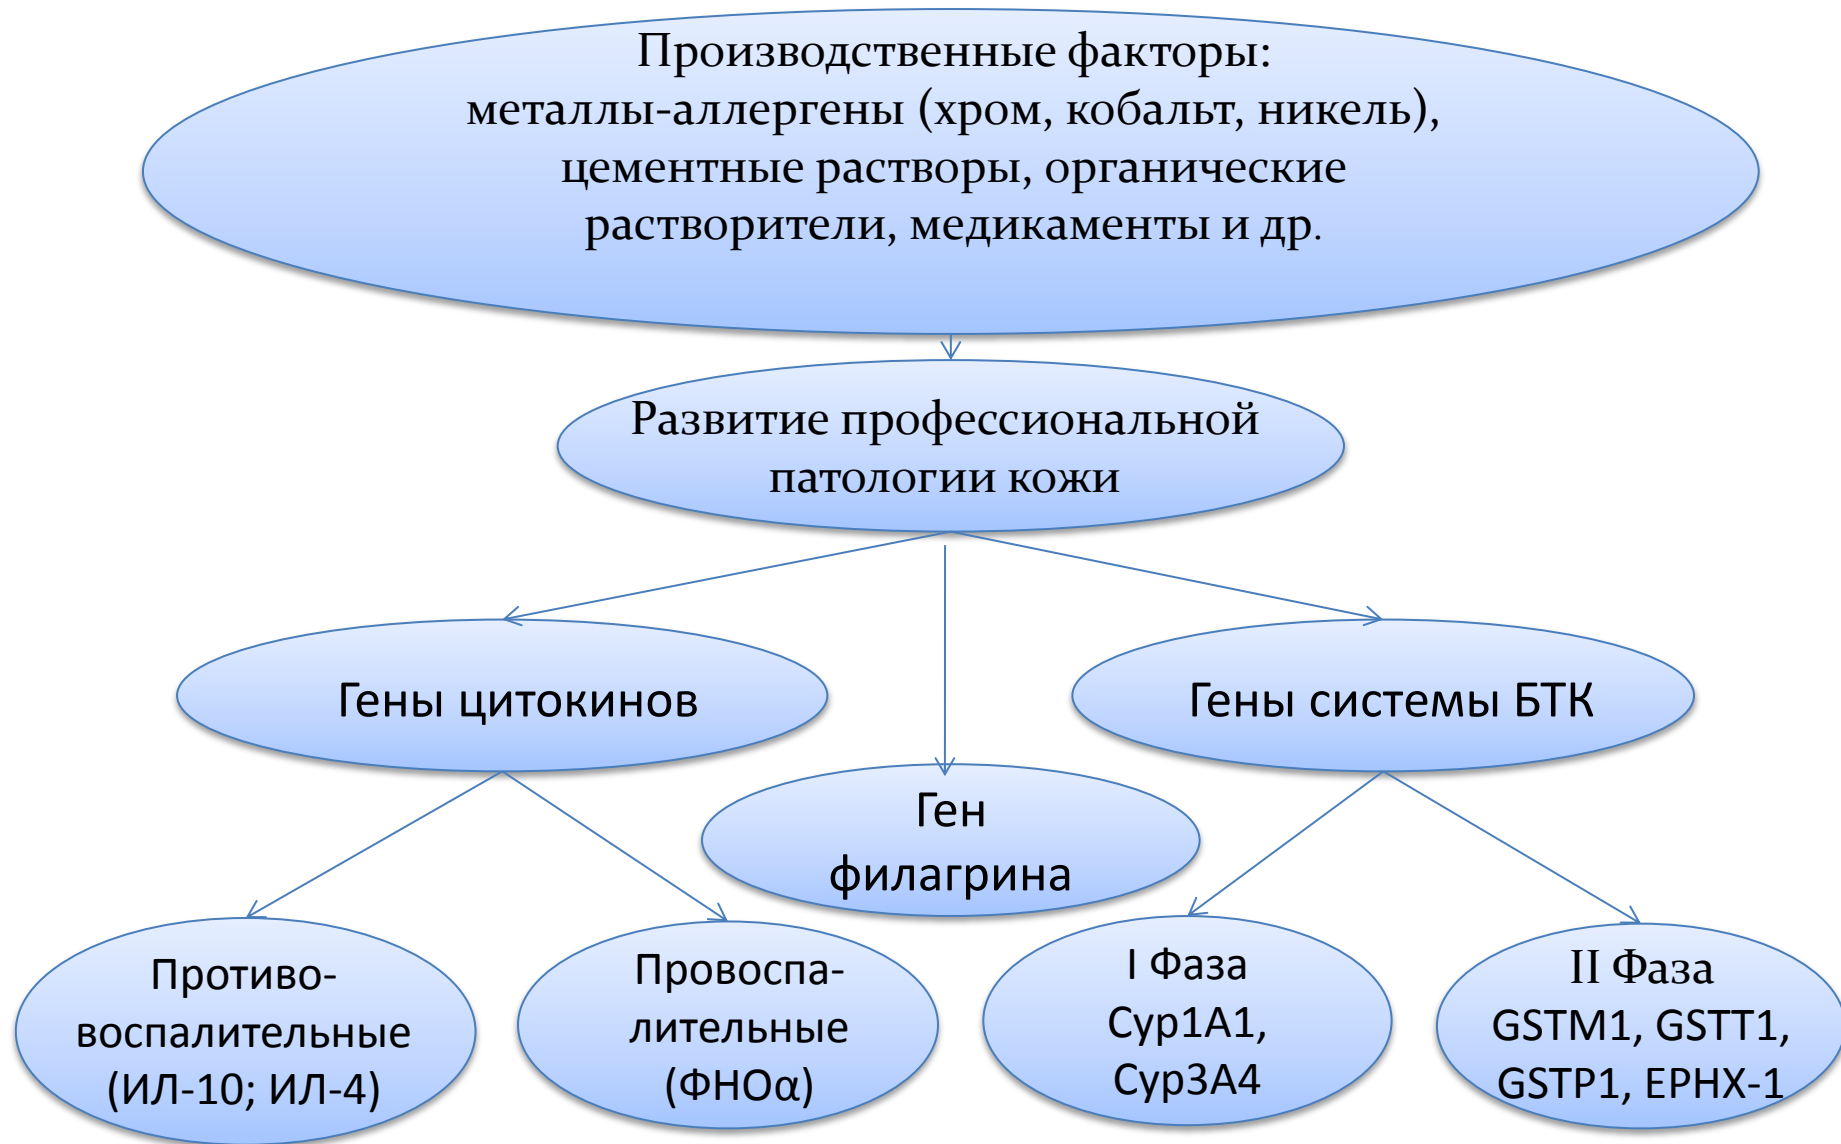 Производственные факторы:
металлы-аллергены (хром, кобальт, никель),
цементные растворы, органические
растворители, медикаменты и др.
Развитие профессиональной
патологии кожи
Гены цитокинов
Гены системы БТК
Ген
филагрина
Противо-
воспалительные
(ИЛ-10; ИЛ-4)
Провоспа-
лительные
(ФНОα)
I Фаза
Cyp1A1,
Cyp3A4
II Фаза
GSTM1, GSTT1,
GSTP1, EPHX-1